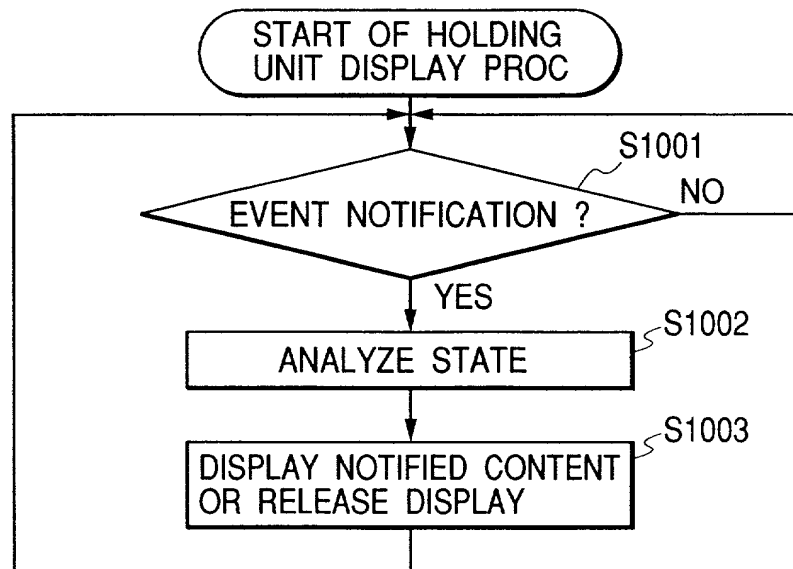 START OF HOLDING
UNIT DISPLAY PROC
S1001
EVENT NOTIFICATION ?
NO
YES
S1002
ANALYZE STATE
S1003
DISPLAY NOTIFIED CONTENT
OR RELEASE DISPLAY